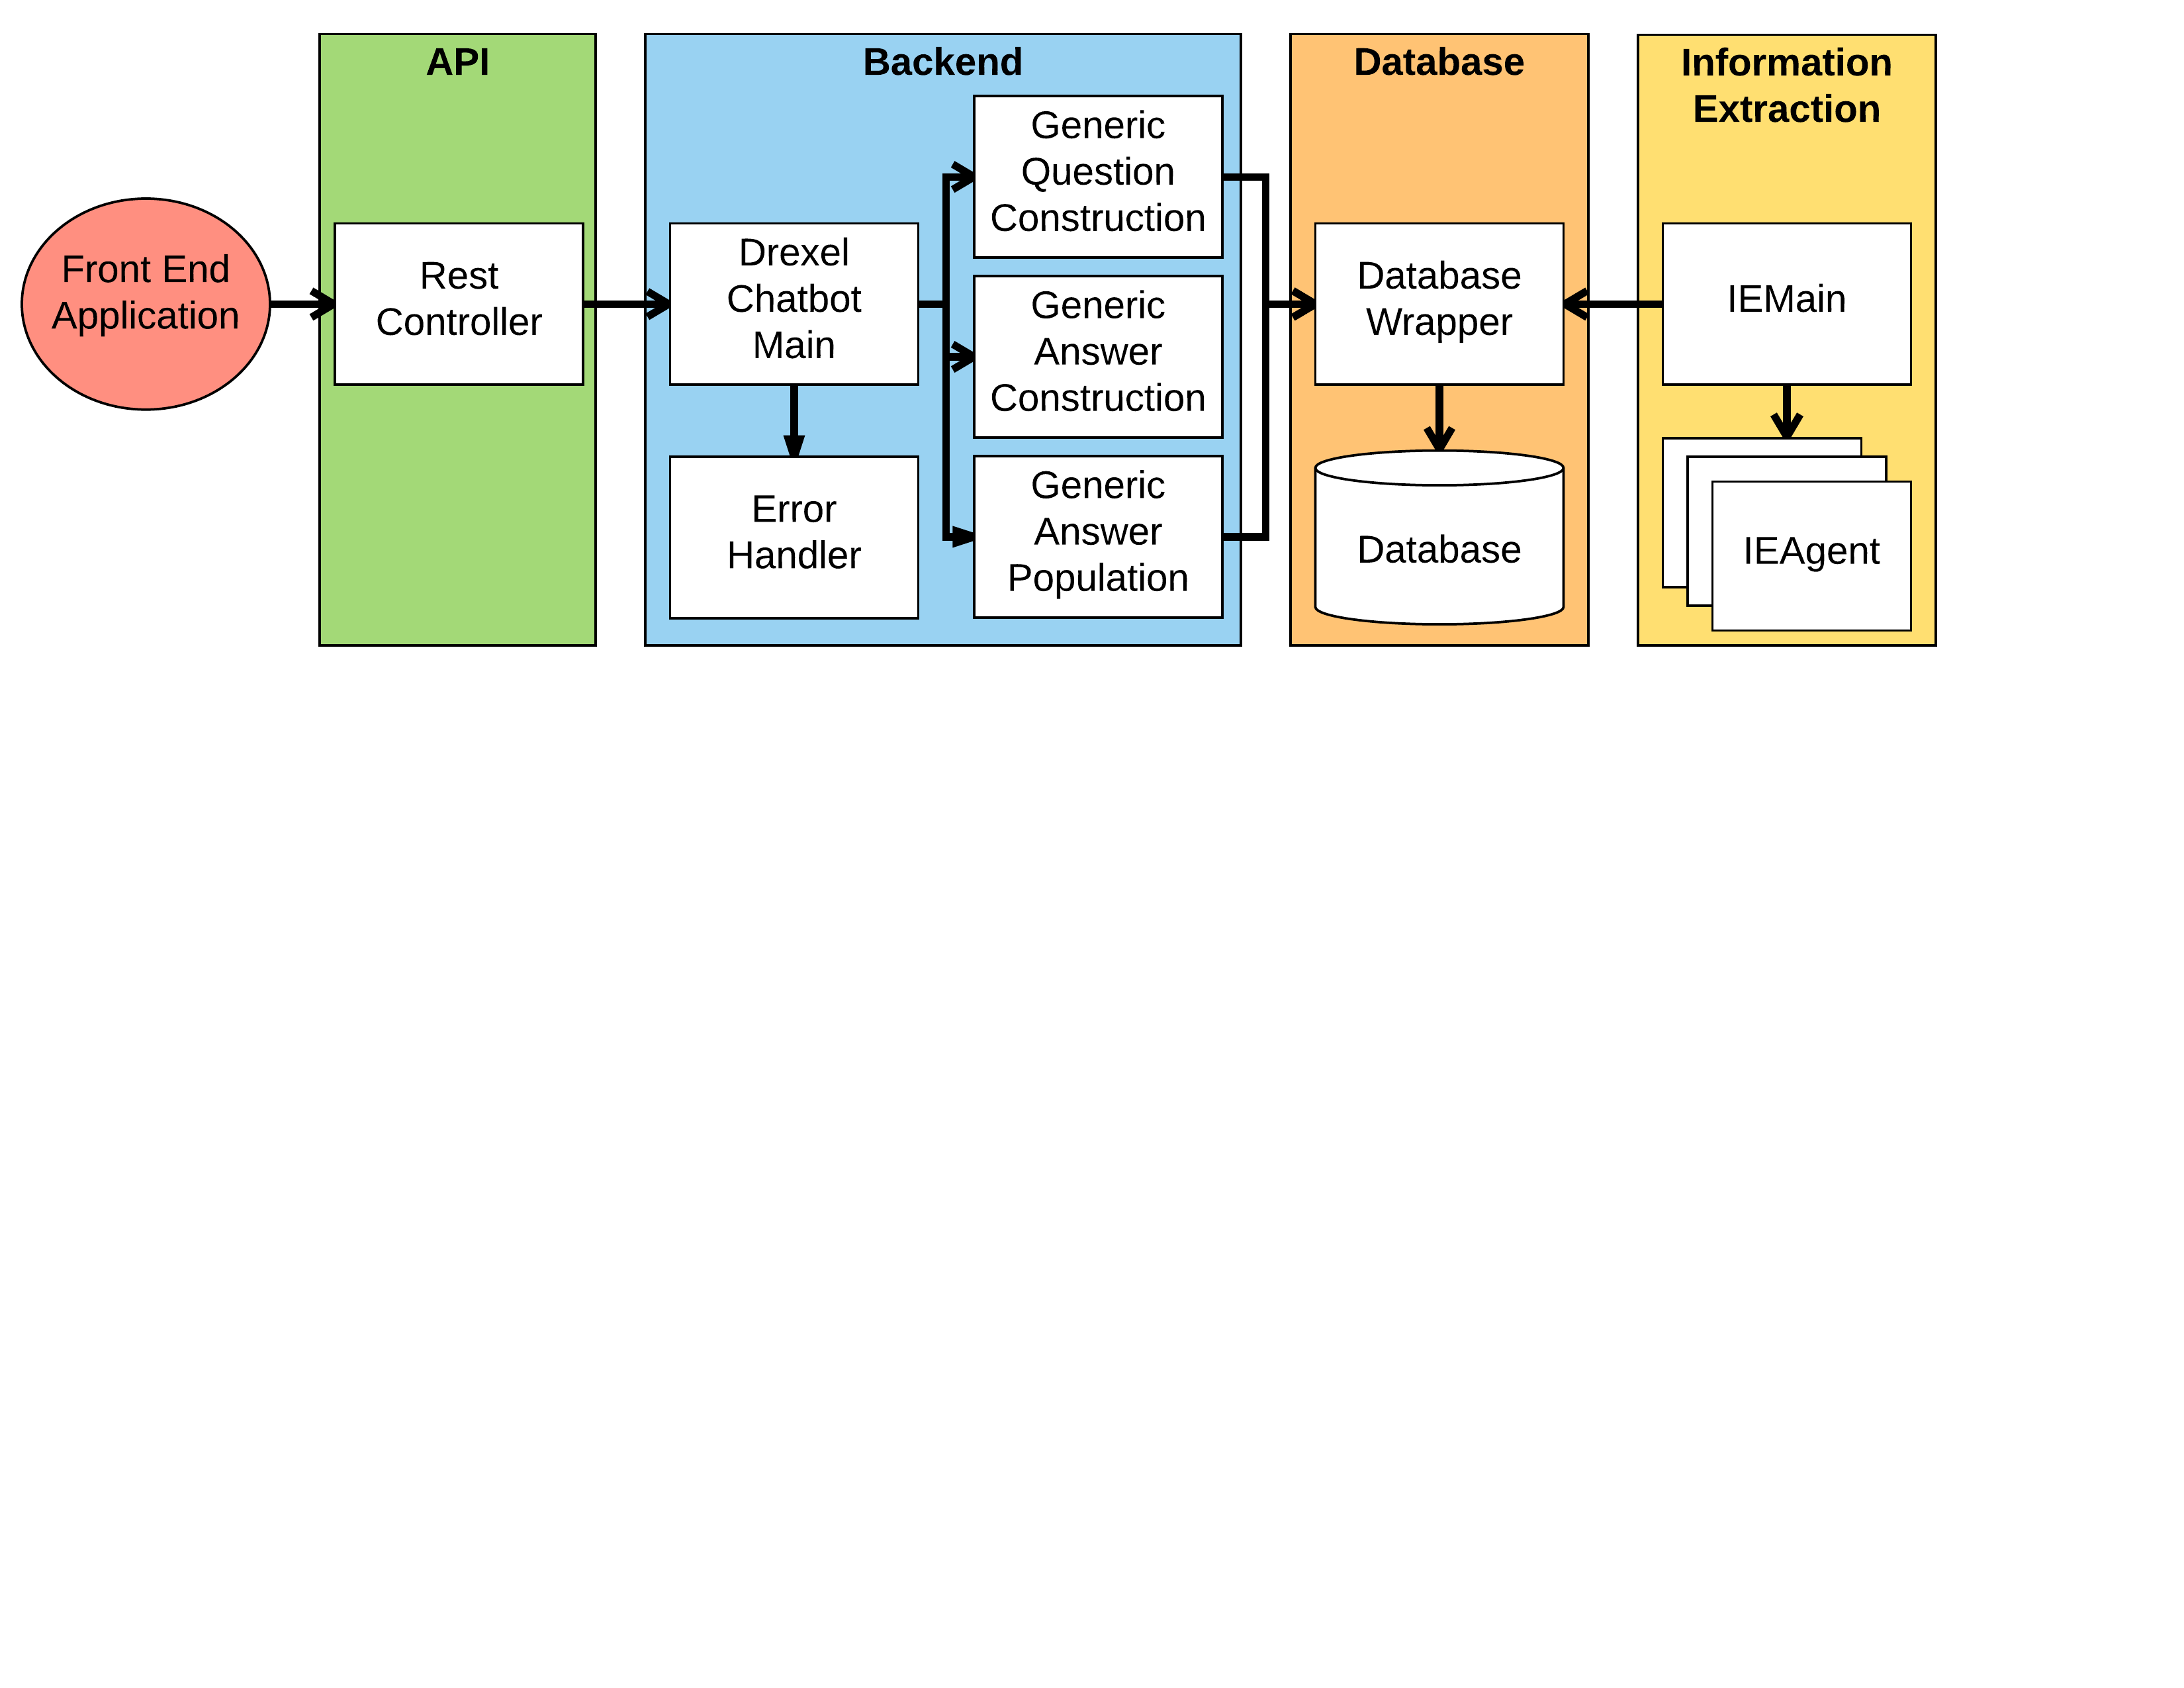 API
Backend
Database
Information
Extraction
Front End
Application
Rest
Controller
Drexel
Chatbot
Main
Error
Handler
Generic
Question
Construction
Generic
Answer
Construction
Generic
Answer
Population
Database
Wrapper
Database
IEMain
IEAgent